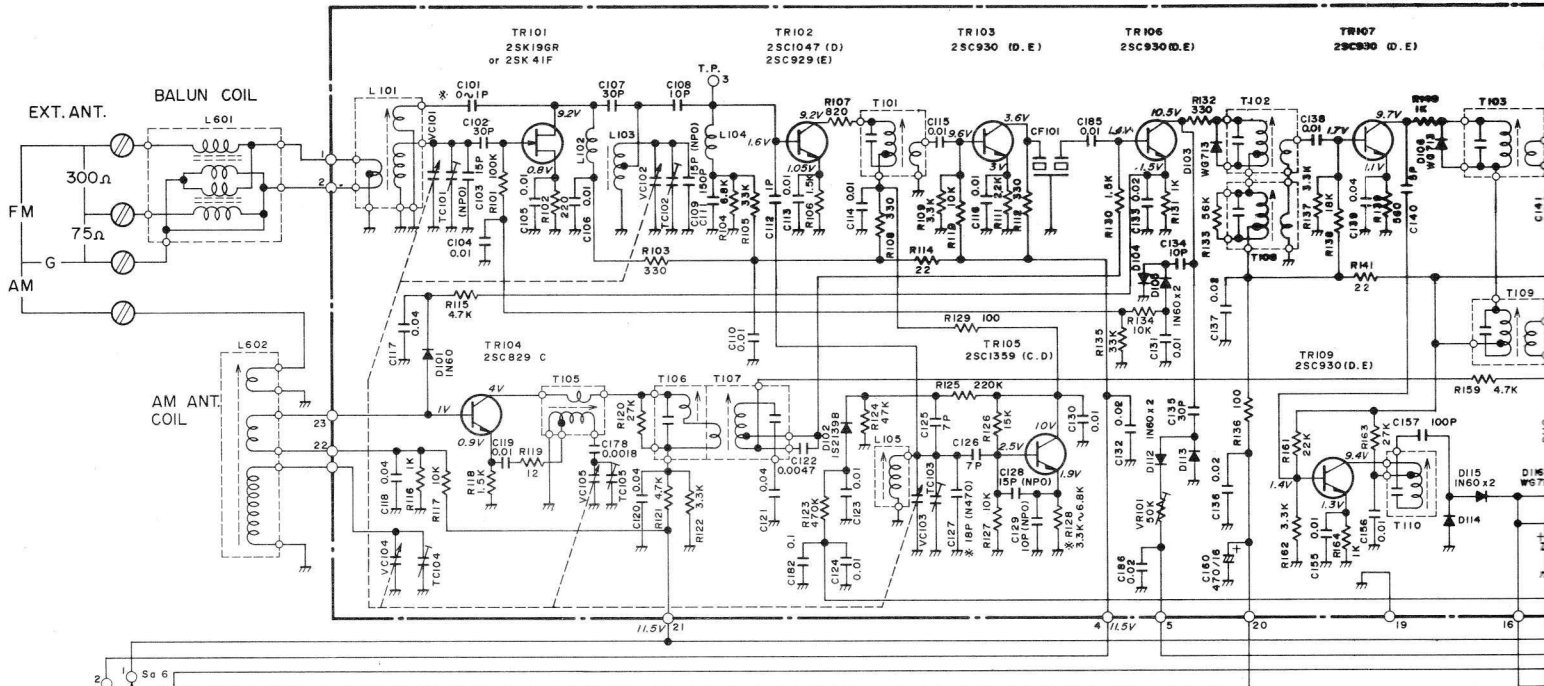 TR101
2SK19GR
or 2SK41F
TR102
2SC1047 (D)
2SC929 (E)
TR103
2SC930 (D.E)
TR106
2SC930 (D.E)
TR107
2SC930 (D.E)
EXT. ANT.
BALUN COIL
L601
300Ω
FM
75Ω
G
AM
1
2
L101
※ C101
0~1P
VC101
TC101
C102
30P
15P
(NPO)
C103
100K
R101
C104
0.01
9.2V
0.8V
C105 0.01
R102
220
C106 0.01
L102
C107
30P
L103
C108
10P
VC102
TC102
15P (NPO)
C109
T.P.
3
L104
150P
C111
6.8K
R104
33K
R105
R103
330
1.6V
9.2V
1.05V
1P
C112
0.01
C113
1.5K
R106
R107
820
T101
C114 0.01
330
R108
C115
0.01
9.6V
3.6V
3V
R109
3.3K
10K
R110
C116 0.01
2.2K
R111
330
R112
R114
22
CF101
C185
0.01
10.5V
1.5V
1.5K
R130
C133 0.02
1K
R131
R132
330
D103
WG713
T102
T108
56K
R133
C134
10P
D104
D105
1N60x2
R134
10K
R135
33K
C131
0.01
C138
0.01
1.7V
9.7V
1.1V
3.3K
R137
18K
R138
C139 0.04
560
5P
C140
1K
D106
WG713
T103
C141
R141
22
C137 0.02
T109
R115
4.7K
C117
0.04
D101
1N60
C110
0.01
R129 100
TR104
2SC829 C
TR105
2SC1359 (C.D)
TR109
2SC930(D.E)
L602
AM ANT.
COIL
23
22
1V
4V
0.9V
C118 0.04
R116 1K
R117 10K
R118
1.5K
C119
0.01
R119
12
T105
C178
0.0018
VC105
TC105
R120
27K
T106
T107
C120 0.04
R121 4.7K
R122 3.3K
C121 0.04
C122
0.0047
D102
1S2139B
R123
470K
C123 0.01
R124
47K
R125 220K
C125
7P
L105
VC103
TC103
C126
7P
C127
※ 18P (N470)
R126
15K
2.5V
10V
1.9V
C128
15P (NPO)
R127 10K
C129
10P (NPO)
※ R128
3.3K~6.8K
C130
0.01
C132 0.02
1N60x2
D112
D113
C135
30P
VR101
50K
C186
0.02
R136 100
C136 0.02
C160
470/16
+
R159 4.7K
R161
22K
R163
27K
C157 100P
1.4V
9.4V
1.3V
R162 3.3K
C155 0.01
R164
1K
C156
0.01
T110
D114
D115
1N60x2
D116
VC104
TC104
C182 0.1
C124 0.01
11.5V
21
4
11.5V
5
20
19
16
2
1
Sa 6